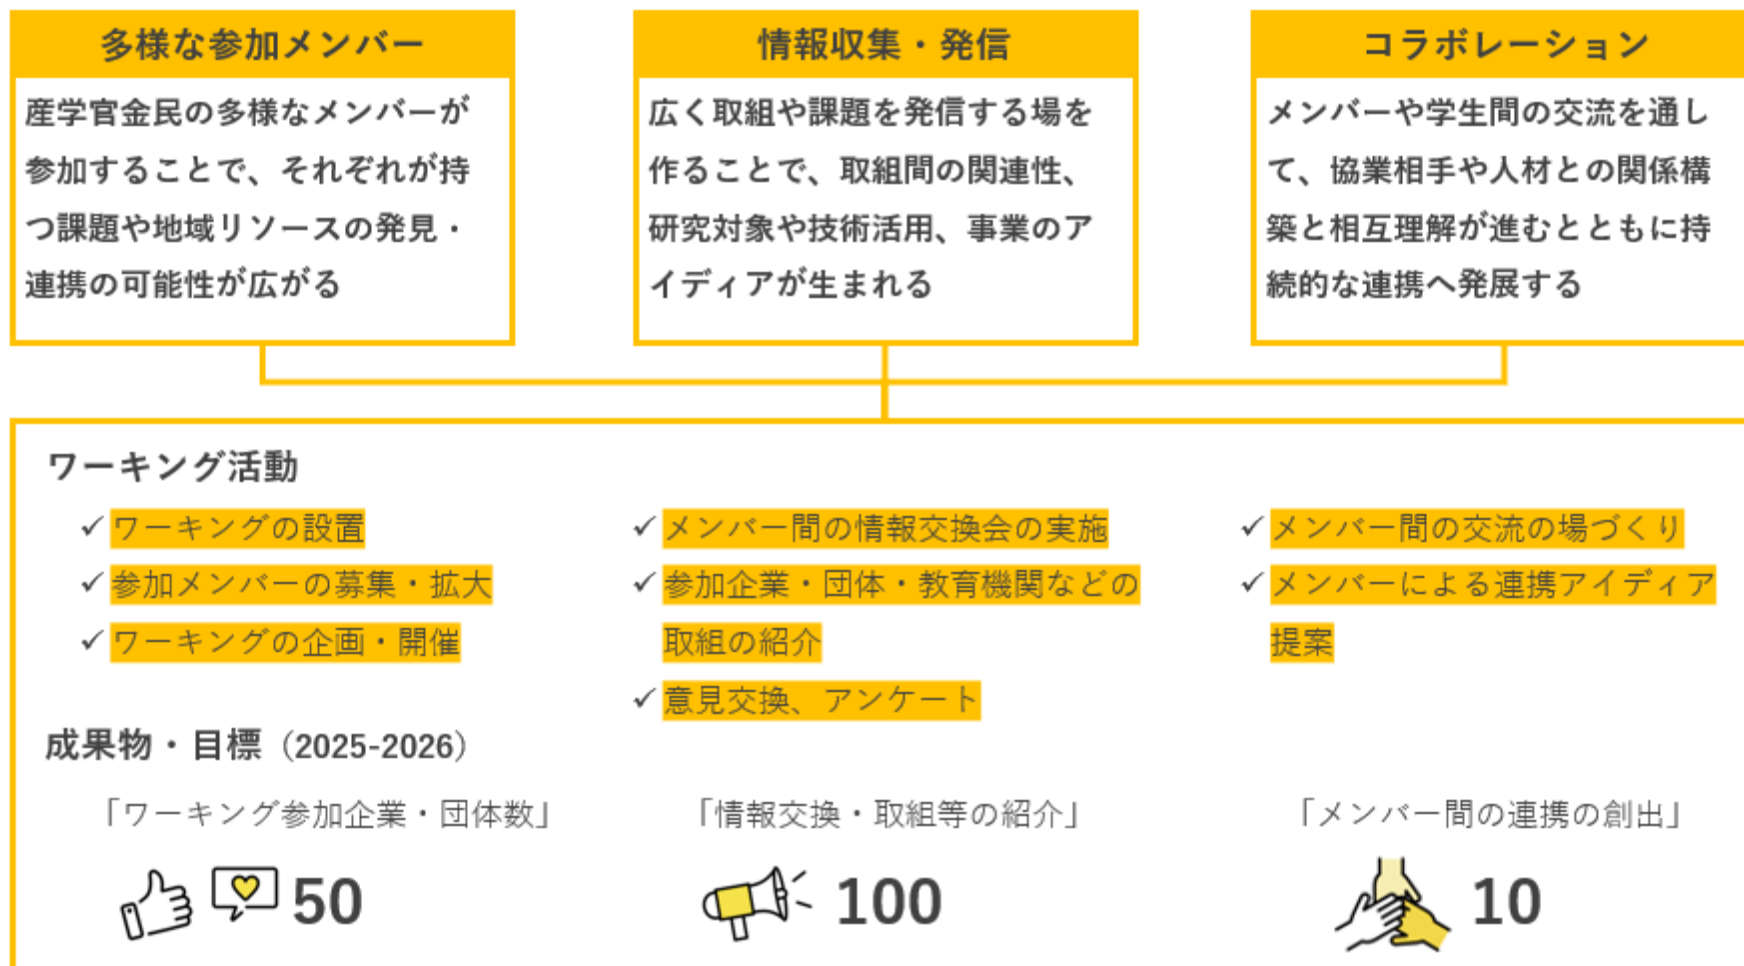 多様な参加メンバー
産学官金民の多様なメンバーが
参加することで、それぞれが持
つ課題や地域リソースの発見・
連携の可能性が広がる
情報収集・発信
広く取組や課題を発信する場を
作ることで、取組間の関連性、
研究対象や技術活用、事業のア
イディアが生まれる
コラボレーション
メンバーや学生間の交流を通し
て、協業相手や人材との関係構
築と相互理解が進むとともに持
続的な連携へ発展する
ワーキング活動
✓ワーキングの設置
✓参加メンバーの募集・拡大
✓ワーキングの企画・開催
✓メンバー間の情報交換会の実施
✓参加企業・団体・教育機関などの
取組の紹介
✓意見交換、アンケート
✓メンバー間の交流の場づくり
✓メンバーによる連携アイディア
提案
成果物・目標（2025-2026）
「ワーキング参加企業・団体数」
50
「情報交換・取組等の紹介」
100
「メンバー間の連携の創出」
10